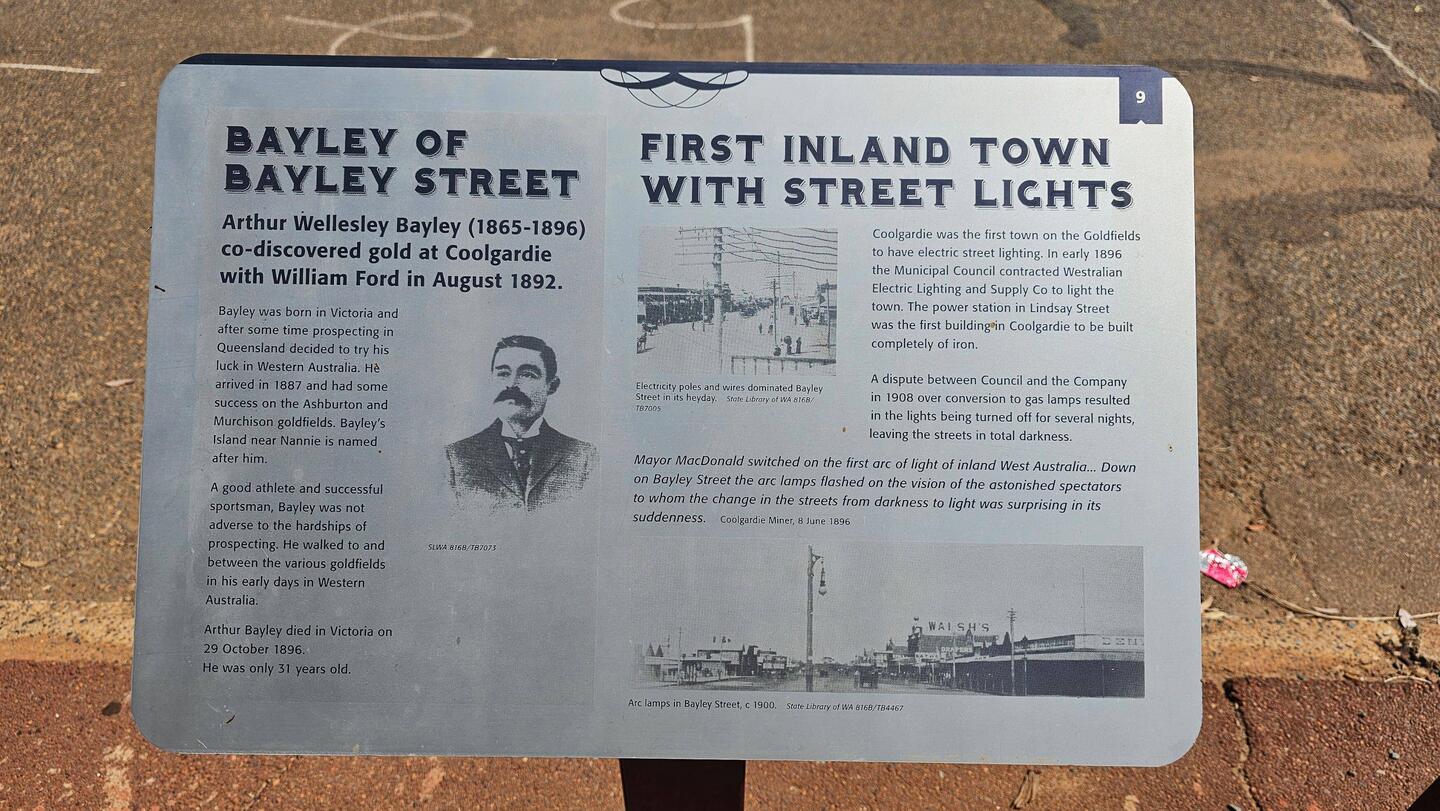 9
BAYLEY OF
BAYLEY STREET
Arthur Wellesley Bayley (1865-1896)
co-discovered gold at Coolgardie
with William Ford in August 1892.
Bayley was born in Victoria and
after some time prospecting in
Queensland decided to try his
luck in Western Australia. He
arrived in 1887 and had some
success on the Ashburton and
Murchison goldfields. Bayley's
Island near Nannie is named
after him.
A good athlete and successful
sportsman, Bayley was not
adverse to the hardships of
prospecting. He walked to and
between the various goldfields
in his early days in Western
Australia.
Arthur Bayley died in Victoria on
29 October 1896.
He was only 31 years old.
SLWA 816B/TB7073
FIRST INLAND TOWN
WITH STREET LIGHTS
Electricity poles and wires dominated Bayley
Street in its heyday. State Library of WA 816B/
TB7005
Coolgardie was the first town on the Goldfields
to have electric street lighting. In early 1896
the Municipal Council contracted Westralian
Electric Lighting and Supply Co to light the
town. The power station in Lindsay Street
was the first building in Coolgardie to be built
completely of iron.
A dispute between Council and the Company
in 1908 over conversion to gas lamps resulted
in the lights being turned off for several nights,
leaving the streets in total darkness.
Mayor MacDonald switched on the first arc of light of inland West Australia... Down
on Bayley Street the arc lamps flashed on the vision of the astonished spectators
to whom the change in the streets from darkness to light was surprising in its
suddenness. Coolgardie Miner, 8 June 1896
WALSH'S
Arc lamps in Bayley Street, c 1900. State Library of WA 816B/TB4467